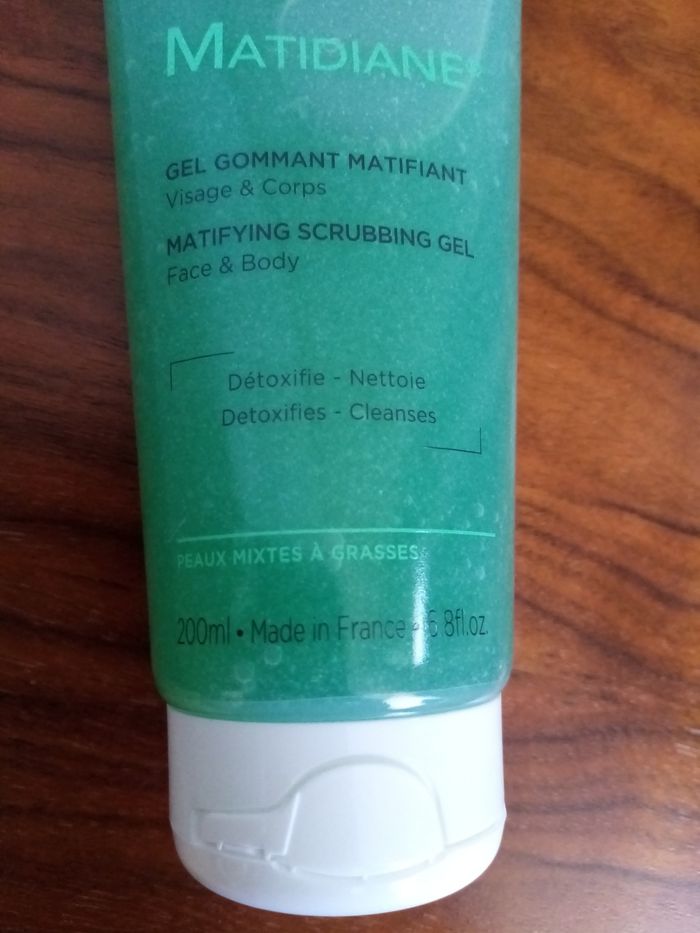 MATIDIANE®
GEL GOMMANT MATIFIANT
Visage & Corps
MATIFYING SCRUBBING GEL
Face & Body
Détoxifie - Nettoie
Detoxifies - Cleanses
PEAUX MIXTES À GRASSES
200ml • Made in France • 6 8fl.oz.